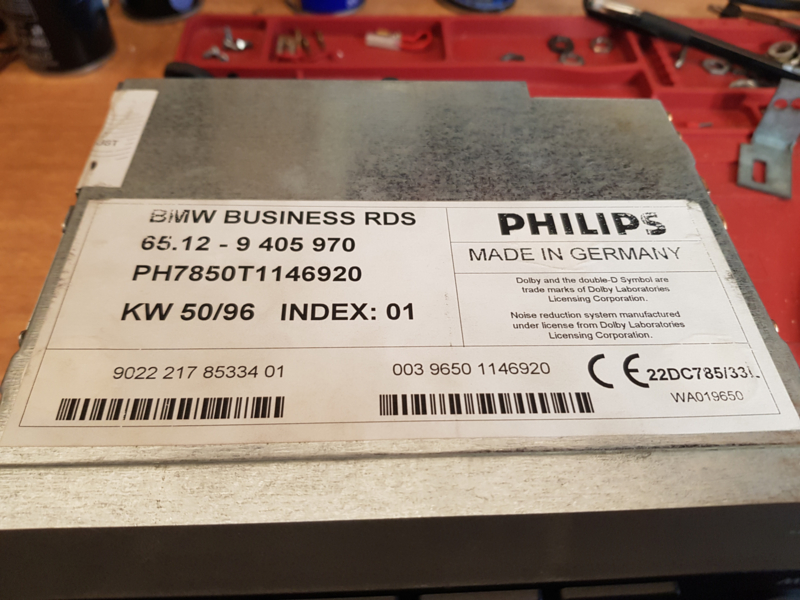 BMW BUSINESS RDS
65.12 - 9 405 970
PH7850T1146920
KW 50/96 INDEX: 01
PHILIPS
MADE IN GERMANY
Dolby and the double-D Symbol are
trade marks of Dolby Laboratories
Licensing Corporation.
Noise reduction system manufactured
under license from Dolby Laboratories
Licensing Corporation.
9022 217 85334 01
003 9650 1146920
CE 22DC785/33L
WA019650